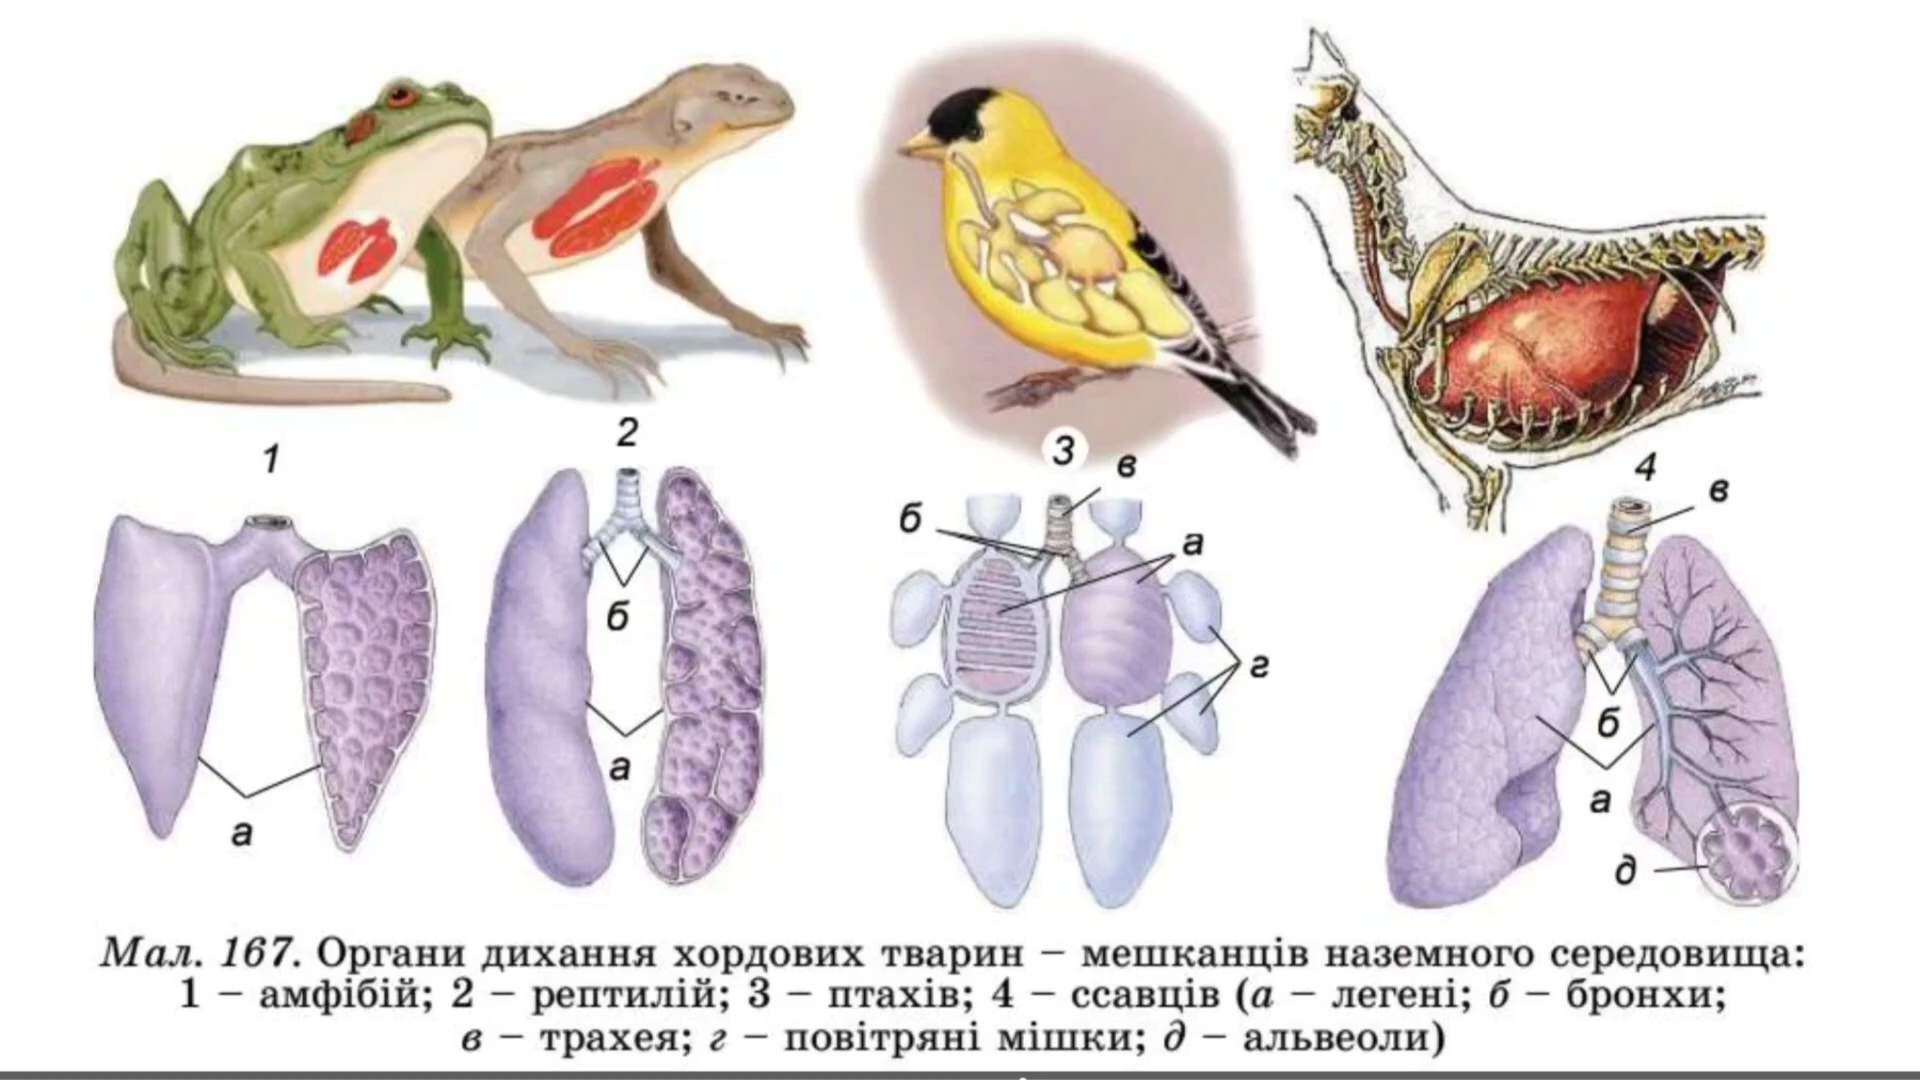 1
2
3
4
в
в
б
а
б
г
а
а
б
а
д
Мал. 167. Органи дихання хордових тварин – мешканців наземного середовища:
1 – амфібій; 2 – рептилій; 3 – птахів; 4 – ссавців (а – легені; б – бронхи;
в – трахея; г – повітряні мішки; д – альвеоли)